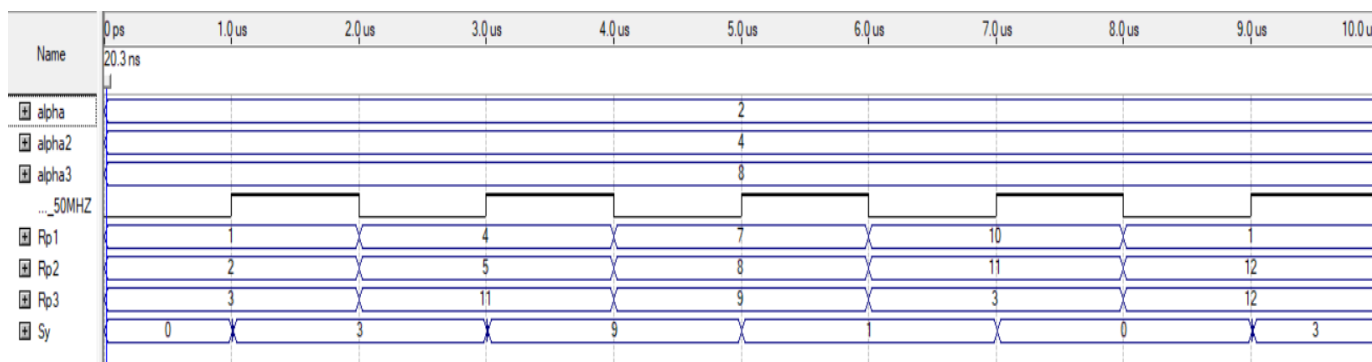 Name 0 ps 1.0 us 2.0 us 3.0 us 4.0 us 5.0 us 6.0 us 7.0 us 8.0 us 9.0 us 10.0 u
20.3 ns
alpha 2
alpha2 4
alpha3 8
..._50MHZ
Rp1 1 4 7 10 1
Rp2 2 5 8 11 12
Rp3 3 11 9 3 12
Sy 0 3 9 1 0 3